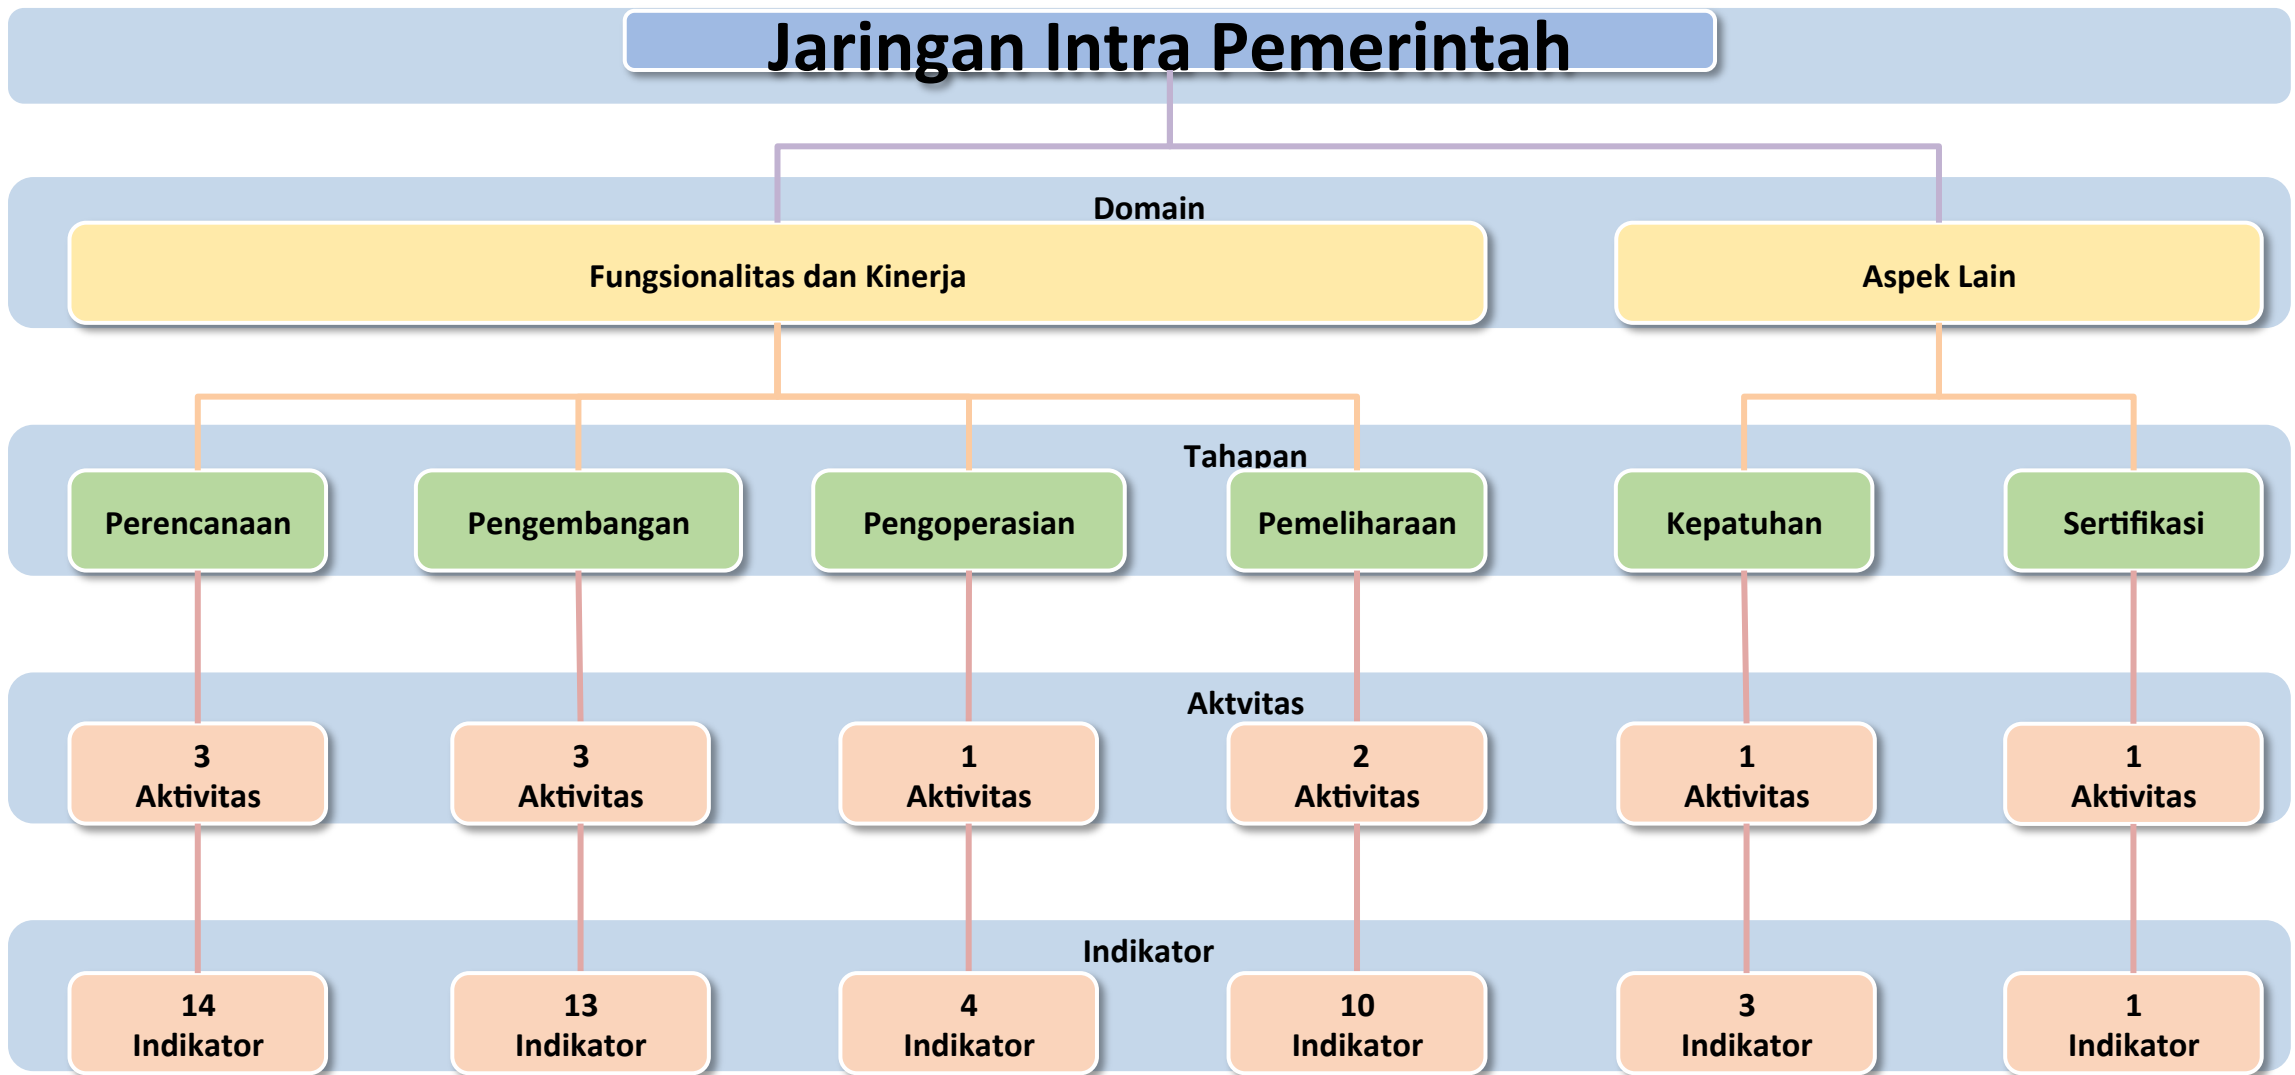 Jaringan Intra Pemerintah
Domain
Fungsionalitas dan Kinerja
Aspek Lain
Tahapan
Perencanaan
Pengembangan
Pengoperasian
Pemeliharaan
Kepatuhan
Sertifikasi
Aktvitas
3
Aktivitas
3
Aktivitas
1
Aktivitas
2
Aktivitas
1
Aktivitas
1
Aktivitas
Indikator
14
Indikator
13
Indikator
4
Indikator
10
Indikator
3
Indikator
1
Indikator